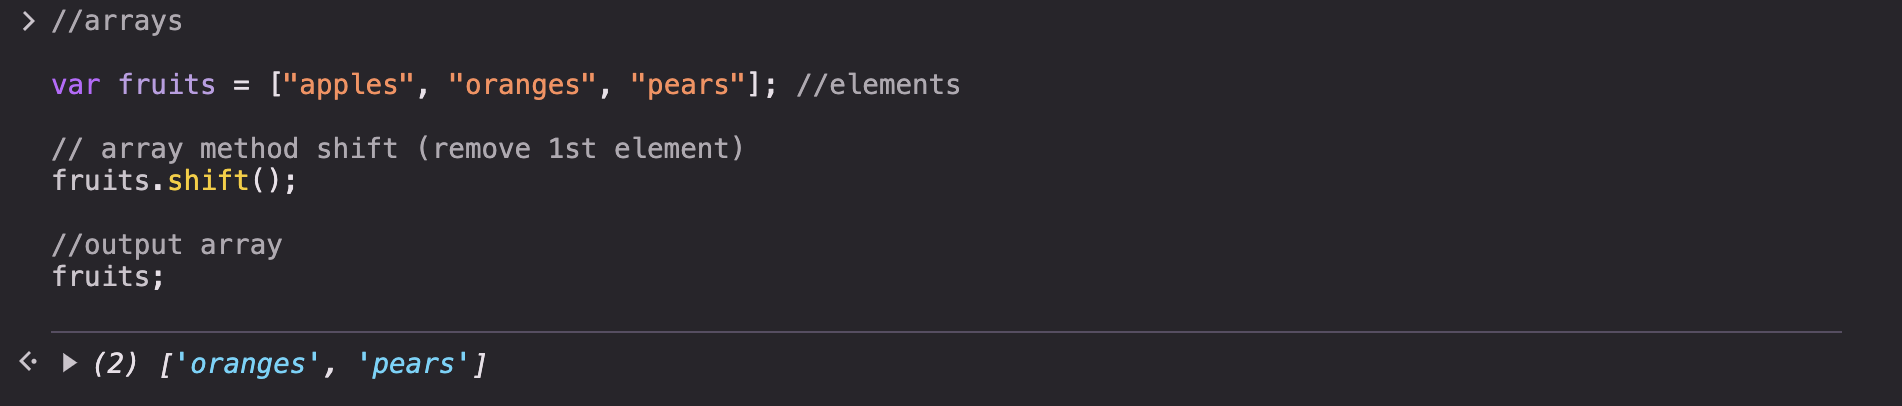 > //arrays
var fruits = ["apples", "oranges", "pears"]; //elements
// array method shift (remove 1st element)
fruits.shift();
//output array
fruits;
(2) ['oranges', 'pears']